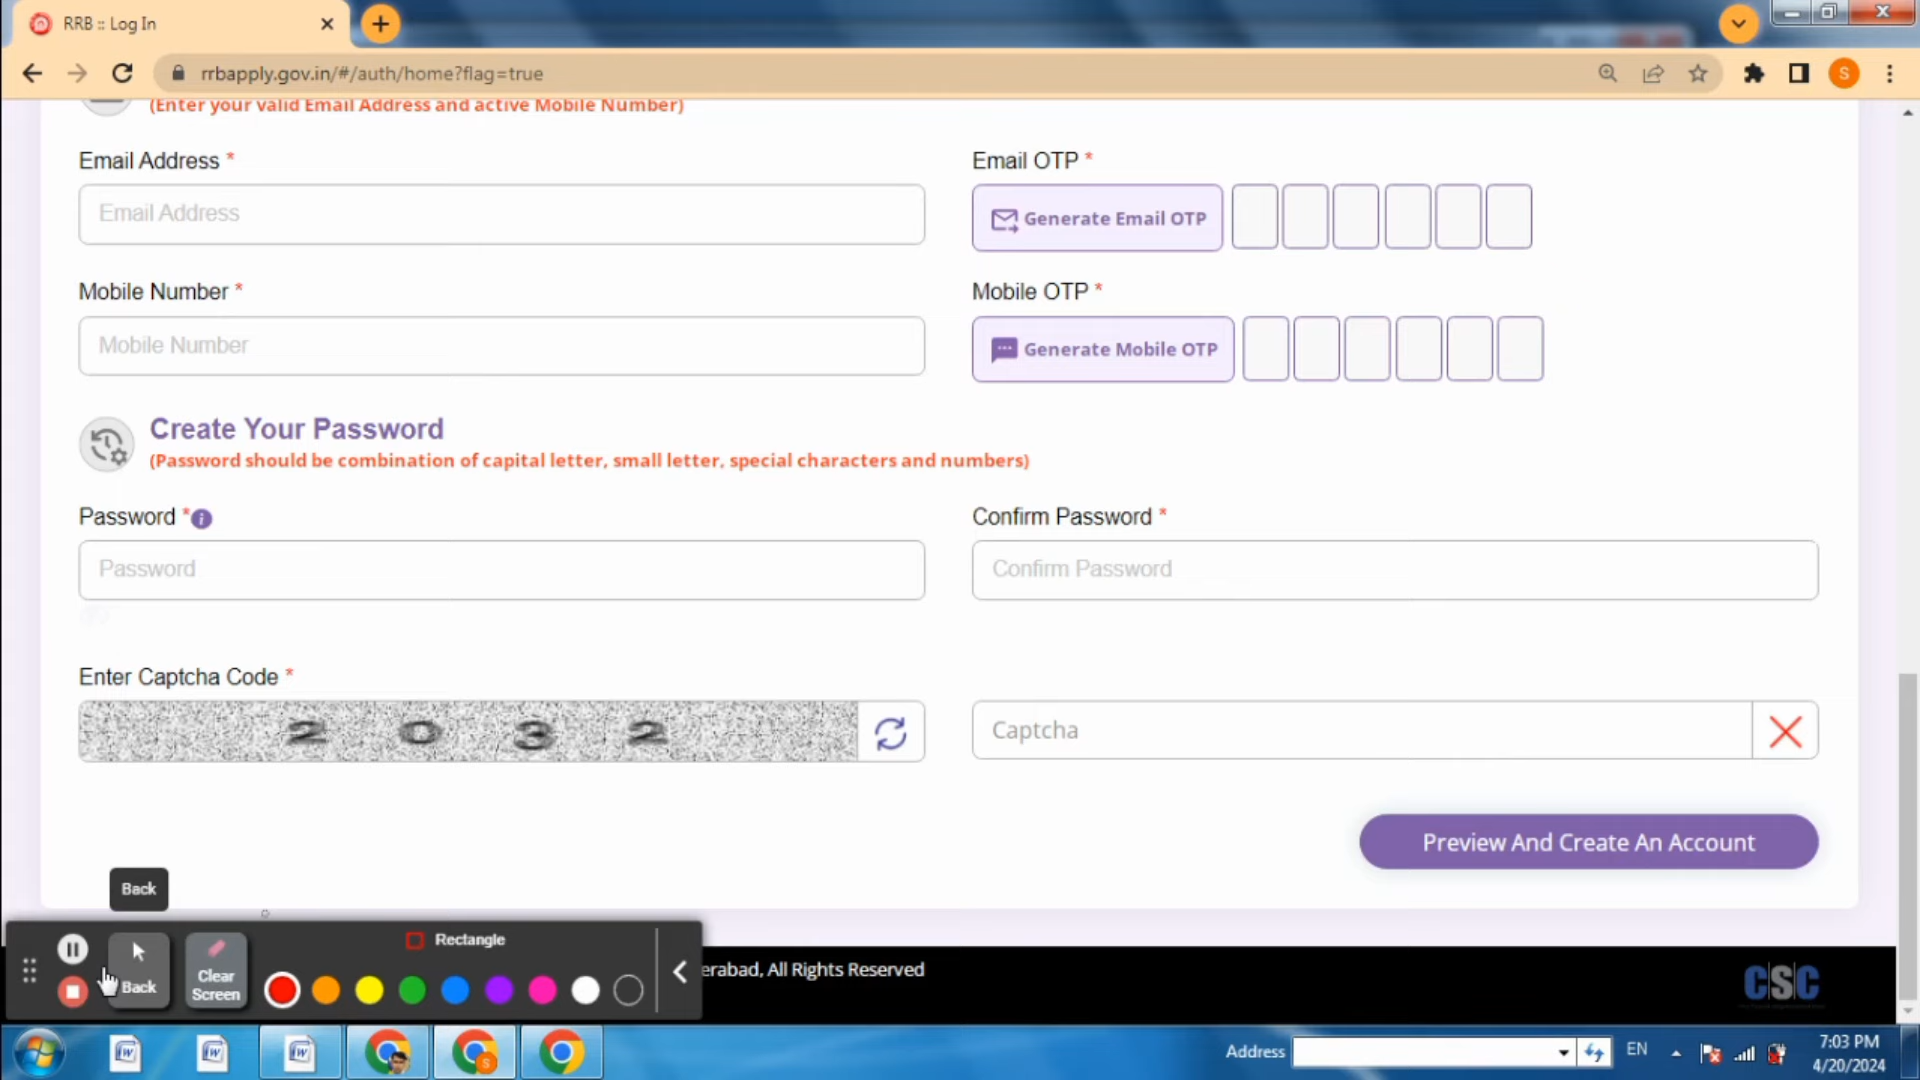 RRB :: Log In
rrbapply.gov.in/#/auth/home?flag=true
S
(Enter your valid Email Address and active Mobile Number)
Email Address *
Email OTP *
Email Address
Generate Email OTP
Mobile Number *
Mobile OTP *
Mobile Number
Generate Mobile OTP
Create Your Password
(Password should be combination of capital letter, small letter, special characters and numbers)
Password *
Confirm Password *
Password
Confirm Password
Enter Captcha Code *
2 0 3 2
Captcha
Preview And Create An Account
Back
Rectangle
Back
Clear
Screen
erabad, All Rights Reserved
CSC
Address
EN
7:03 PM
4/20/2024